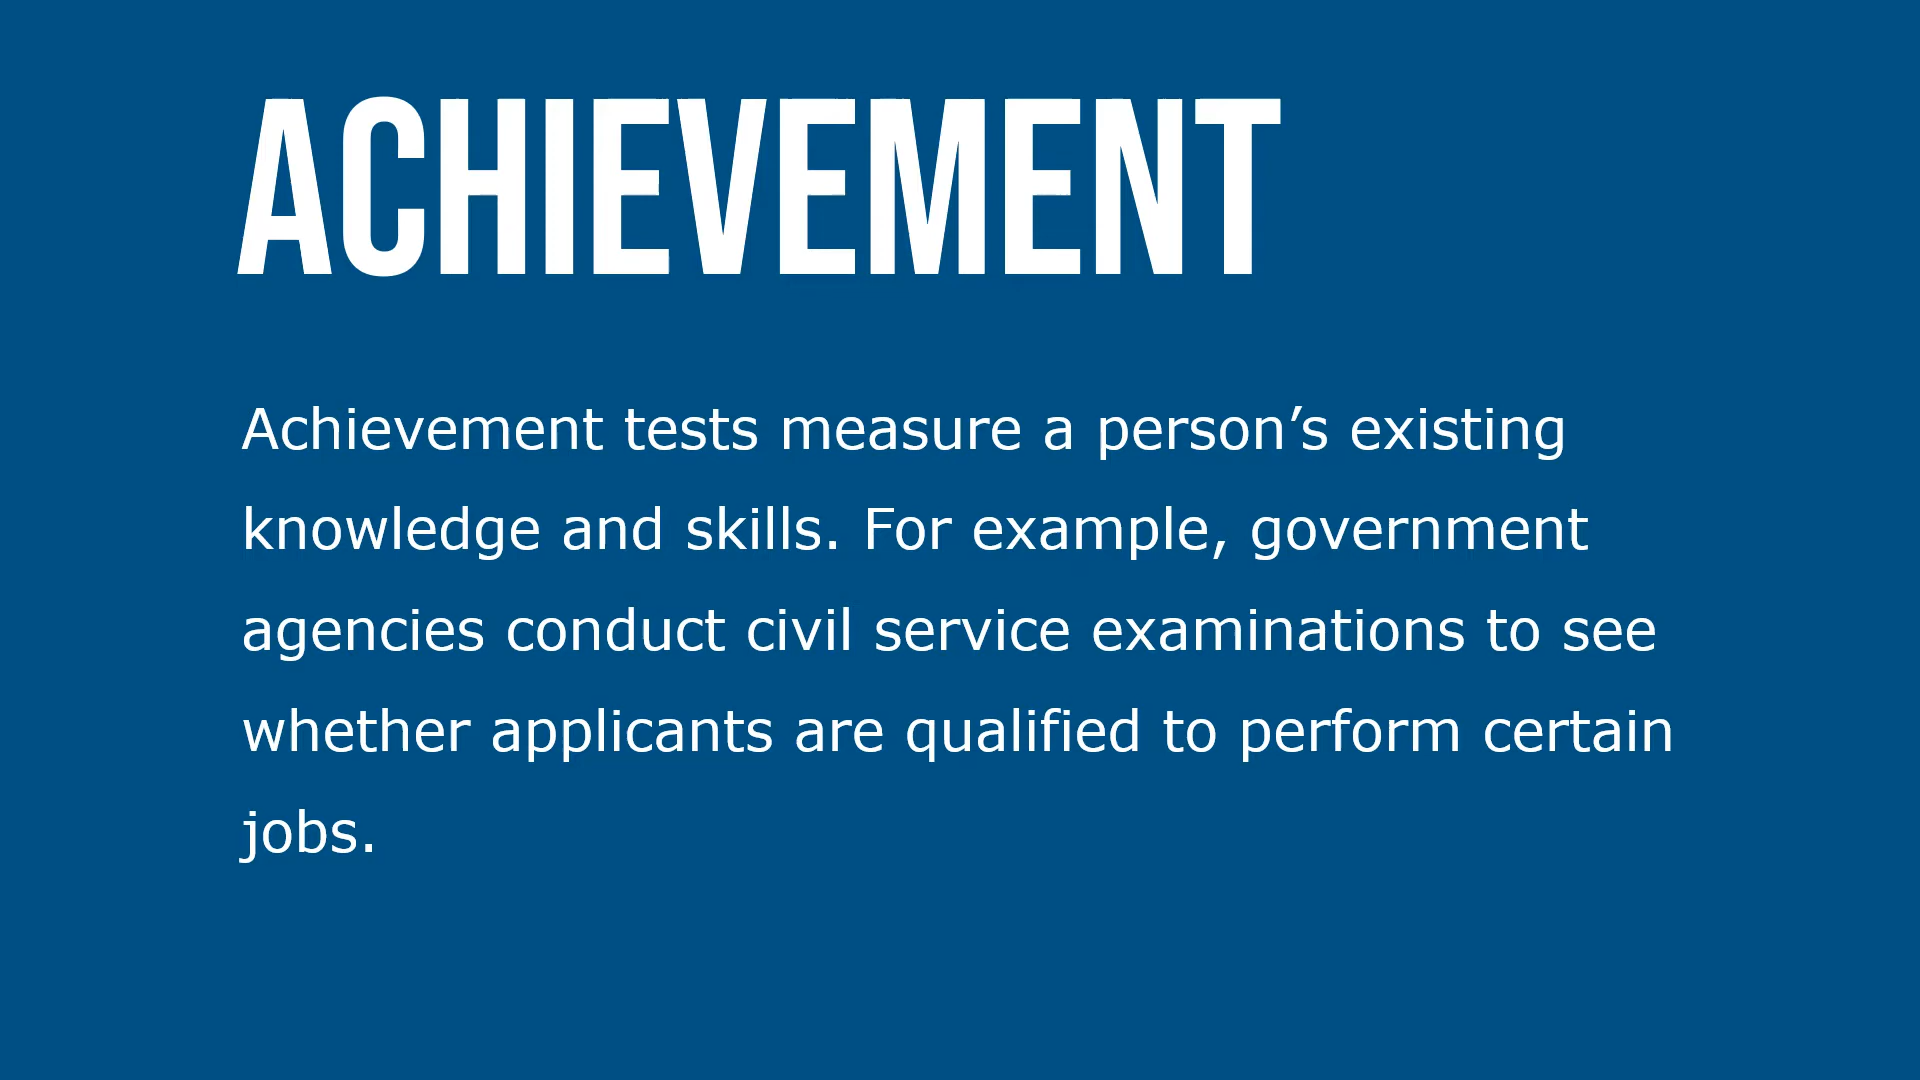 ACHIEVEMENT
Achievement tests measure a person’s existing
knowledge and skills. For example, government
agencies conduct civil service examinations to see
whether applicants are qualified to perform certain
jobs.